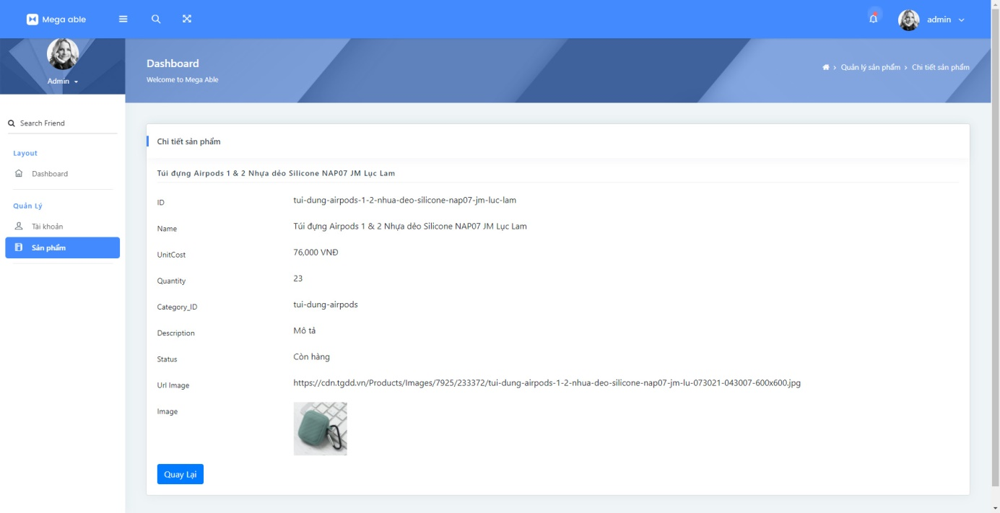 Mega able
admin
Admin
Dashboard
Welcome to Mega Able
Quản lý sản phẩm
Chi tiết sản phẩm
Search Friend
Layout
Dashboard
Quản Lý
Tài khoản
Sản phẩm
Chi tiết sản phẩm
Túi đựng Airpods 1 & 2 Nhựa dẻo Silicone NAP07 JM Lục Lam
ID tui-dung-airpods-1-2-nhua-deo-silicone-nap07-jm-luc-lam
Name Túi đựng Airpods 1 & 2 Nhựa dẻo Silicone NAP07 JM Lục Lam
UnitCost 76,000 VNĐ
Quantity 23
Category_ID tui-dung-airpods
Description Mô tả
Status Còn hàng
Url Image https://cdn.tgdd.vn/Products/Images/7925/233372/tui-dung-airpods-1-2-nhua-deo-silicone-nap07-jm-lu-073021-043007-600x600.jpg
Image
Quay Lại